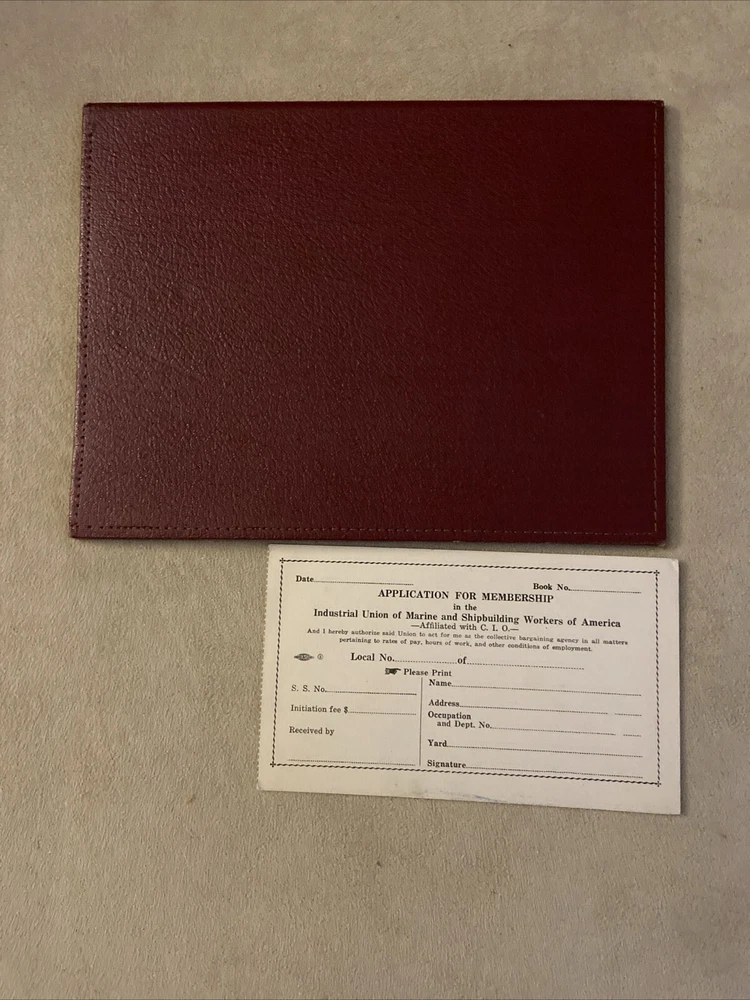 Date.................... Book No....................
APPLICATION FOR MEMBERSHIP
in the
Industrial Union of Marine and Shipbuilding Workers of America
—Affiliated with C. I. O.—
And I hereby authorize said Union to act for me as the collective bargaining agency in all matters
pertaining to rates of pay, hours of work, and other conditions of employment.
Local No.................... of....................
Please Print
S. S. No....................
Initiation fee $....................
Received by
Name....................
Address....................
Occupation
and Dept. No....................
Yard....................
Signature....................